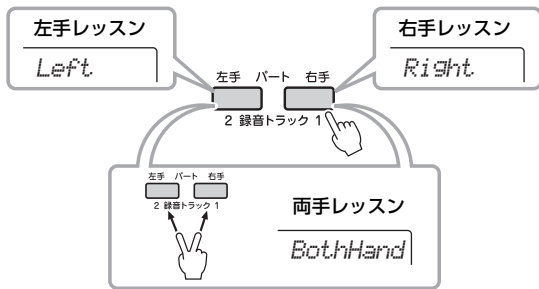 左手レッスン
Left
右手レッスン
Right
左手 パート 右手
2 録音トラック 1
左手 パート 右手
2 録音トラック 1
両手レッスン
BothHand